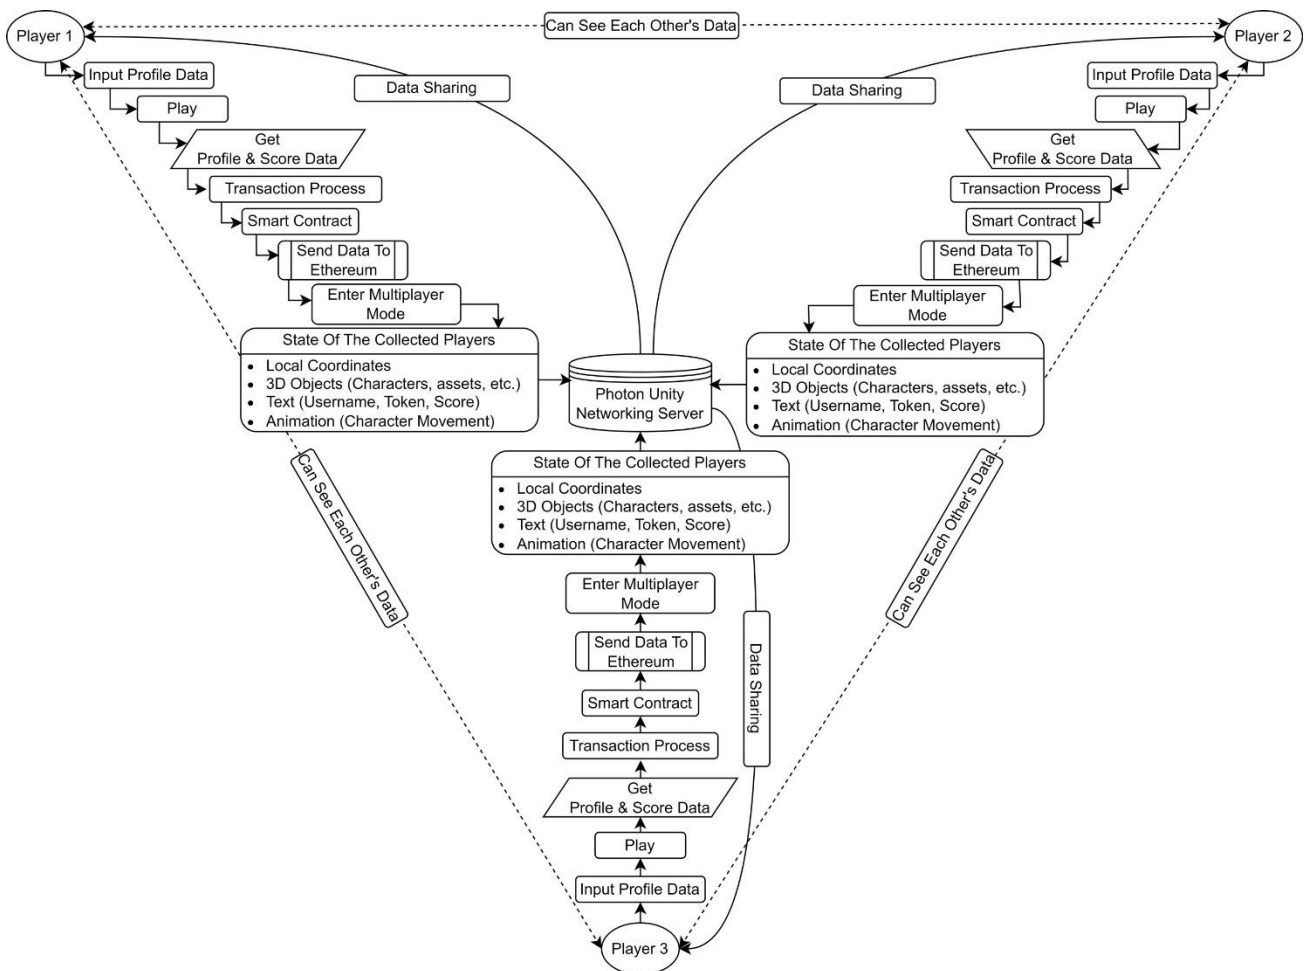 Can See Each Other's Data
Player 1
Player 2
Input Profile Data
Play
Get
Profile & Score Data
Transaction Process
Smart Contract
Send Data To
Ethereum
Enter Multiplayer
Mode
State Of The Collected Players
• Local Coordinates
• 3D Objects (Characters, assets, etc.)
• Text (Username, Token, Score)
• Animation (Character Movement)
Data Sharing
Data Sharing
Input Profile Data
Play
Get
Profile & Score Data
Transaction Process
Smart Contract
Send Data To
Ethereum
Enter Multiplayer
Mode
State Of The Collected Players
• Local Coordinates
• 3D Objects (Characters, assets, etc.)
• Text (Username, Token, Score)
• Animation (Character Movement)
Photon Unity
Networking Server
Can See Each Other's Data
Can See Each Other's Data
State Of The Collected Players
• Local Coordinates
• 3D Objects (Characters, assets, etc.)
• Text (Username, Token, Score)
• Animation (Character Movement)
Enter Multiplayer
Mode
Send Data To
Ethereum
Smart Contract
Transaction Process
Get
Profile & Score Data
Play
Input Profile Data
Player 3
Data Sharing